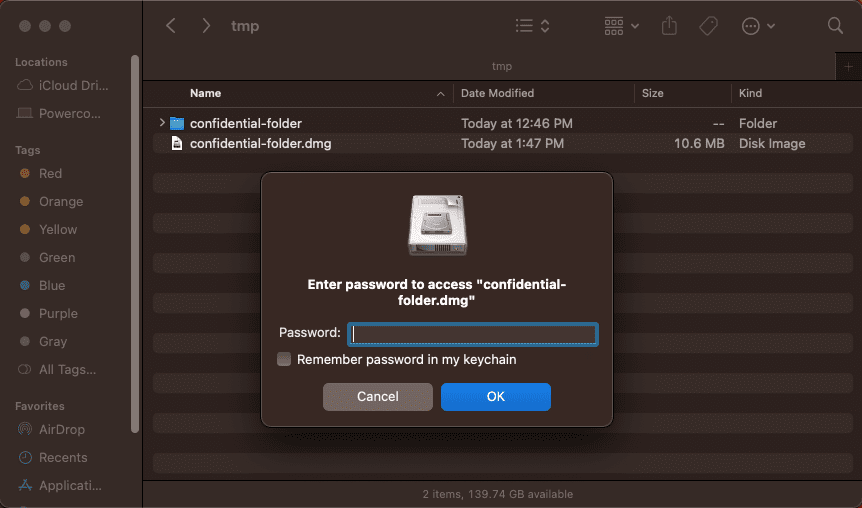 tmp
Locations
iCloud Dri...
Powerco...
Tags
Red
Orange
Yellow
Green
Blue
Purple
Gray
All Tags...
Favorites
AirDrop
Recents
Applicati...
tmp
+
Name
Date Modified
Size
Kind
confidential-folder
Today at 12:46 PM
--
Folder
confidential-folder.dmg
Today at 1:47 PM
10.6 MB
Disk Image
Enter password to access "confidential-
folder.dmg"
Password:
Remember password in my keychain
Cancel
OK
2 items, 139.74 GB available